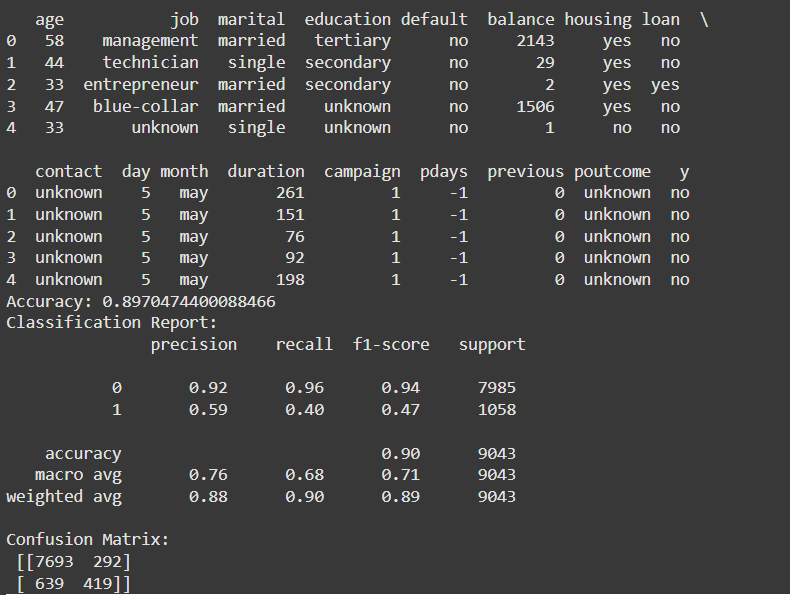 age           job  marital  education default  balance housing loan  \
0   58    management  married   tertiary      no     2143     yes   no
1   44    technician   single  secondary      no       29     yes   no
2   33  entrepreneur  married  secondary      no        2     yes  yes
3   47   blue-collar  married    unknown      no     1506     yes   no
4   33       unknown   single    unknown      no        1      no   no

   contact  day month  duration  campaign  pdays  previous poutcome   y
0  unknown    5   may       261         1     -1         0  unknown  no
1  unknown    5   may       151         1     -1         0  unknown  no
2  unknown    5   may        76         1     -1         0  unknown  no
3  unknown    5   may        92         1     -1         0  unknown  no
4  unknown    5   may       198         1     -1         0  unknown  no
Accuracy: 0.8970474400088466
Classification Report:
               precision    recall  f1-score   support

           0       0.92      0.96      0.94      7985
           1       0.59      0.40      0.47      1058

    accuracy                           0.90      9043
   macro avg       0.76      0.68      0.71      9043
weighted avg       0.88      0.90      0.89      9043

Confusion Matrix:
 [[7693  292]
 [ 639  419]]